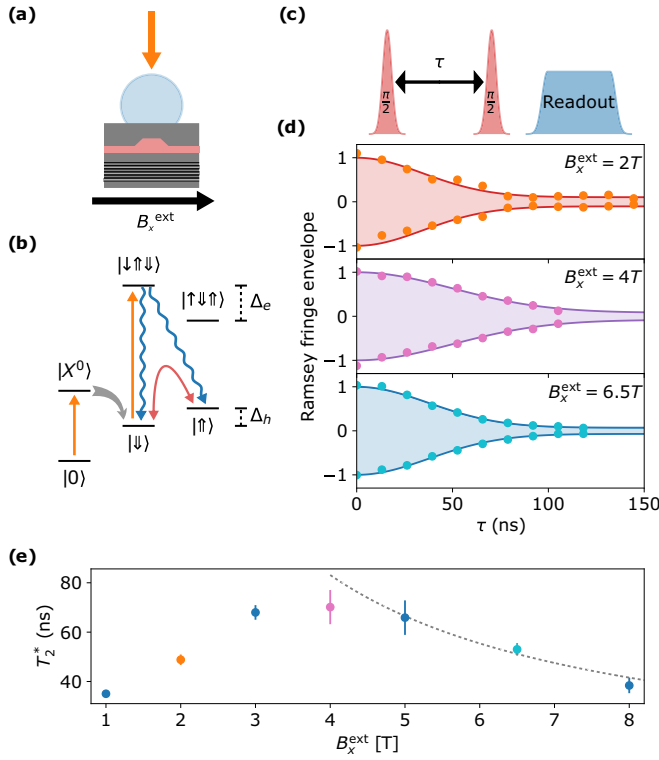 (a)
B_x^ext
(b)
|↓⇑⇓⟩
|↑⇓⇑⟩
Δ_e
|X⁰⟩
|⇓⟩
|⇑⟩
Δ_h
|0⟩
(c)
τ
π/2
π/2
Readout
(d)
Ramsey fringe envelope
B_x^ext = 2T
1
0
−1
B_x^ext = 4T
1
0
−1
B_x^ext = 6.5T
1
0
−1
0 50 100 150
τ (ns)
(e)
T_2^* (ns)
80
60
40
1 2 3 4 5 6 7 8
B_x^ext [T]